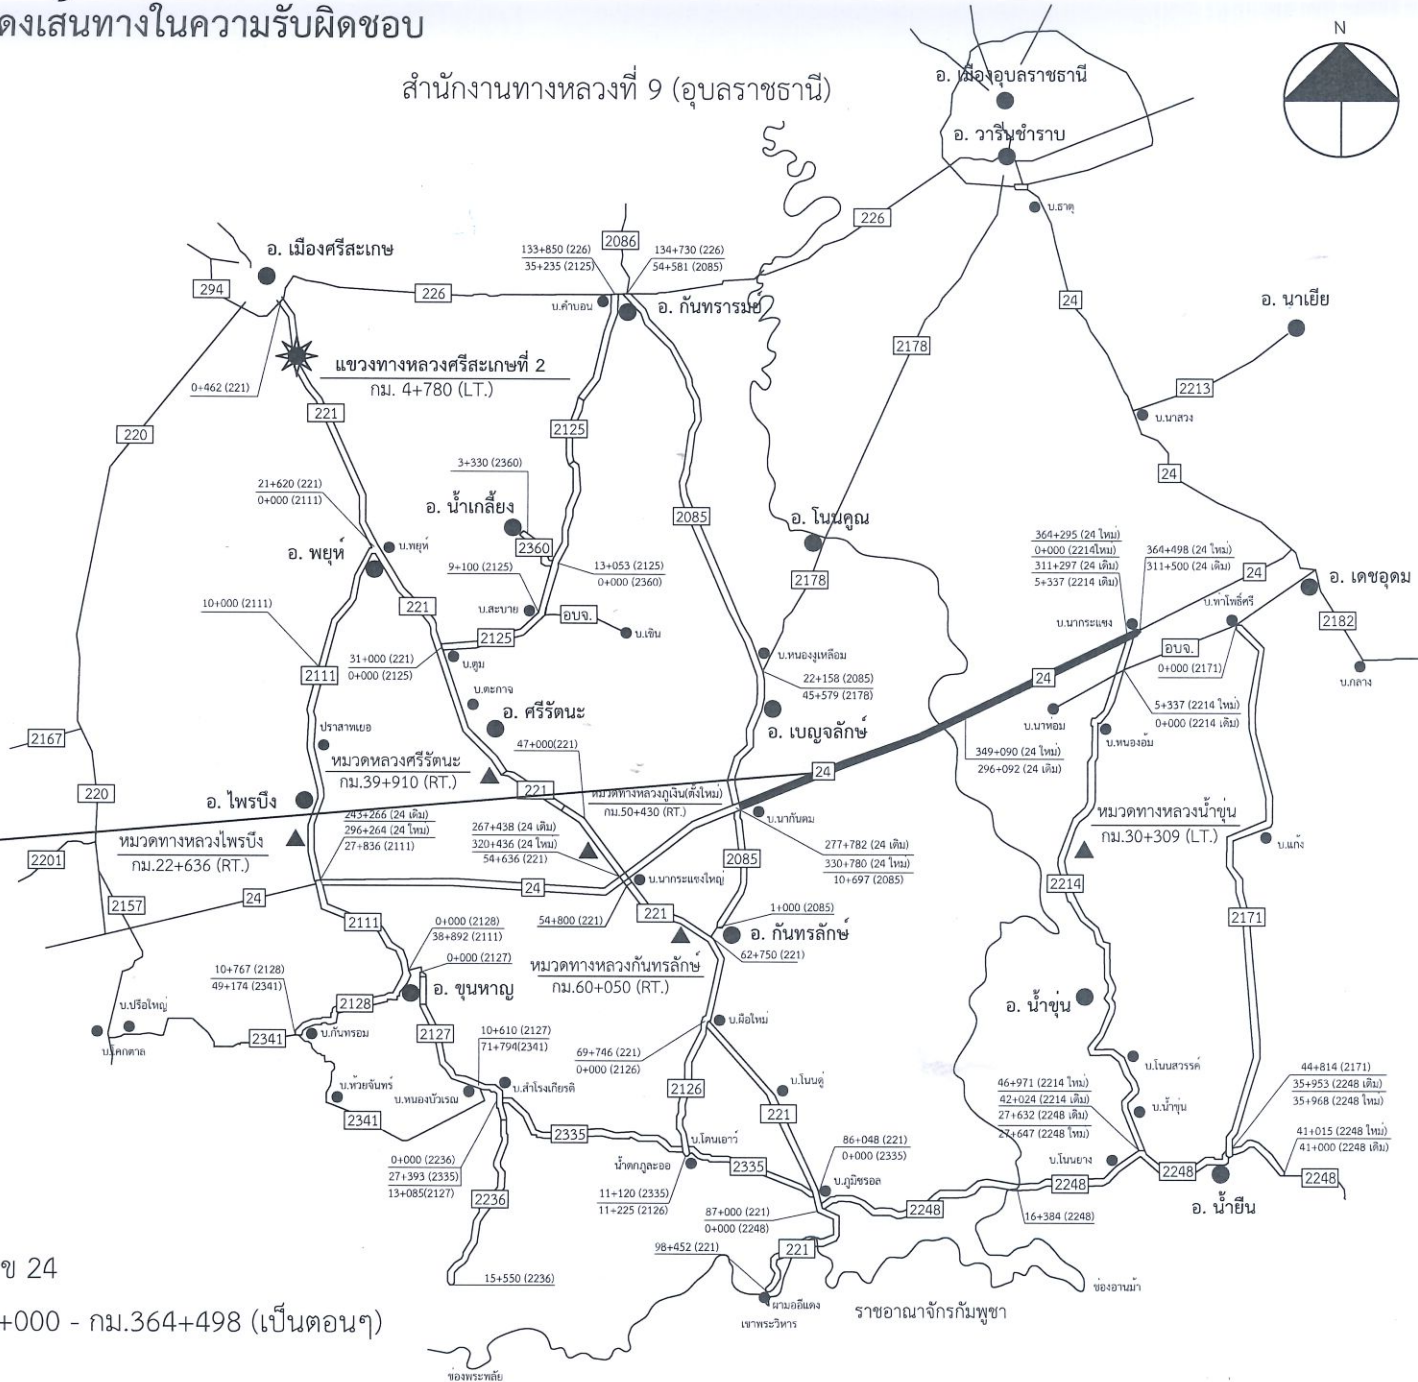 ดงเส้นทางในความรับผิดชอบ
สำนักงานทางหลวงที่ 9 (อุบลราชธานี)
N
อ. เมืองอุบลราชธานี
อ. วารินชำราบ
บ.ธาตุ
226
อ. เมืองศรีสะเกษ
133+850 (226)
35+235 (2125)
2086
134+730 (226)
54+581 (2085)
294
226
บ.คำบอน
อ. กันทรารมย์
24
อ. นาเยีย
2178
แขวงทางหลวงศรีสะเกษที่ 2
กม. 4+780 (LT.)
0+462 (221)
2213
221
บ.นาสวง
220
2125
3+330 (2360)
24
21+620 (221)
0+000 (2111)
อ. น้ำเกลี้ยง
2085
อ. โนนคูณ
364+295 (24 ใหม่)
0+000 (2214ใหม่)
311+297 (24 เดิม)
5+337 (2214 เดิม)
364+498 (24 ใหม่)
311+500 (24 เดิม)
อ. พยุห์
บ.พยุห์
2360
13+053 (2125)
0+000 (2360)
9+100 (2125)
2178
24
อ. เดชอุดม
10+000 (2111)
221
บ.สะบาย
อบจ.
บ.เขิน
บ.นากระแซง
บ.ท่าโพธิ์ศรี
2182
2125
31+000 (221)
0+000 (2125)
บ.ตูม
บ.หนองงูเหลือม
อบจ.
0+000 (2171)
บ.กลาง
2111
22+158 (2085)
45+579 (2178)
24
บ.ตะกาจ
อ. ศรีรัตนะ
อ. เบญจลักษ์
บ.นาห่อม
5+337 (2214 ใหม่)
0+000 (2214 เดิม)
2167
ปราสาทเยอ
47+000(221)
บ.หนองอ้ม
349+090 (24 ใหม่)
296+092 (24 เดิม)
หมวดหลวงศรีรัตนะ
กม.39+910 (RT.)
24
220
อ. ไพรบึง
221
หมวดทางหลวงภูเงิน(ตั้งใหม่)
กม.50+430 (RT.)
บ.นากันตม
หมวดทางหลวงน้ำขุ่น
กม.30+309 (LT.)
243+266 (24 เดิม)
296+264 (24 ใหม่)
27+836 (2111)
267+438 (24 เดิม)
320+436 (24 ใหม่)
54+636 (221)
หมวดทางหลวงไพรบึง
กม.22+636 (RT.)
277+782 (24 เดิม)
330+780 (24 ใหม่)
10+697 (2085)
บ.แก้ง
2201
2085
24
24
บ.นากระแซงใหญ่
2214
2157
2111
54+800 (221)
221
1+000 (2085)
2171
0+000 (2128)
38+892 (2111)
อ. กันทรลักษ์
62+750 (221)
0+000 (2127)
หมวดทางหลวงกันทรลักษ์
กม.60+050 (RT.)
10+767 (2128)
49+174 (2341)
อ. ขุนหาญ
2128
อ. น้ำขุ่น
บ.ปรือใหญ่
บ.ผือใหม่
2341
บ.กันทรอม
2127
10+610 (2127)
71+794(2341)
บ.โคกตาล
69+746 (221)
0+000 (2126)
บ.โนนสวรรค์
44+814 (2171)
35+953 (2248 เดิม)
35+968 (2248 ใหม่)
บ.ห้วยจันทร์
บ.หนองบัวเรณ
บ.สำโรงเกียรติ
2126
บ.โนนดู่
46+971 (2214 ใหม่)
42+024 (2214 เดิม)
27+632 (2248 เดิม)
27+647 (2248 ใหม่)
บ.น้ำขุ่น
2341
2335
221
41+015 (2248 ใหม่)
41+000 (2248 เดิม)
บ.โดนเอาว์
86+048 (221)
0+000 (2335)
0+000 (2236)
27+393 (2335)
13+085(2127)
น้ำตกภูละออ
2335
บ.โนนยาง
2248
2248
2236
บ.ภูมิซรอล
2248
11+120 (2335)
11+225 (2126)
2248
อ. น้ำยืน
87+000 (221)
0+000 (2248)
16+384 (2248)
98+452 (221)
221
ข 24
15+550 (2236)
ช่องอานม้า
ผามออีแดง
ราชอาณาจักรกัมพูชา
+000 - กม.364+498 (เป็นตอนๆ)
เขาพระวิหาร
ช่องพระพลัย